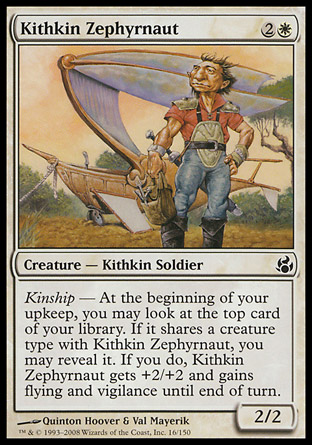 Kithkin Zephyrnaut 2
Creature — Kithkin Soldier
Kinship — At the beginning of your
upkeep, you may look at the top card
of your library. If it shares a creature
type with Kithkin Zephyrnaut, you
may reveal it. If you do, Kithkin
Zephyrnaut gets +2/+2 and gains
flying and vigilance until end of turn.
Quinton Hoover & Val Mayerik
™ & © 1993–2008 Wizards of the Coast, Inc. 16/150
2/2